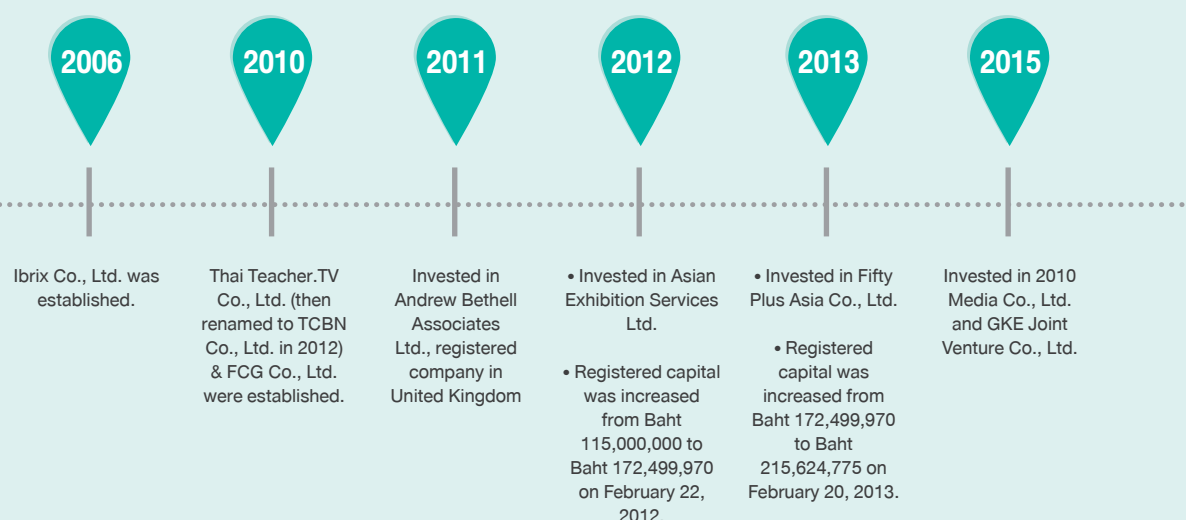 2006
2010
2011
2012
2013
2015
Ibrix Co., Ltd. was
established.
Thai Teacher.TV
Co., Ltd. (then
renamed to TCBN
Co., Ltd. in 2012)
& FCG Co., Ltd.
were established.
Invested in
Andrew Bethell
Associates
Ltd., registered
company in
United Kingdom
• Invested in Asian
Exhibition Services
Ltd.
• Registered capital
was increased
from Baht
115,000,000 to
Baht 172,499,970
on February 22,
2012.
• Invested in Fifty
Plus Asia Co., Ltd.
• Registered
capital was
increased from
Baht 172,499,970
to Baht
215,624,775 on
February 20, 2013.
Invested in 2010
Media Co., Ltd.
and GKE Joint
Venture Co., Ltd.